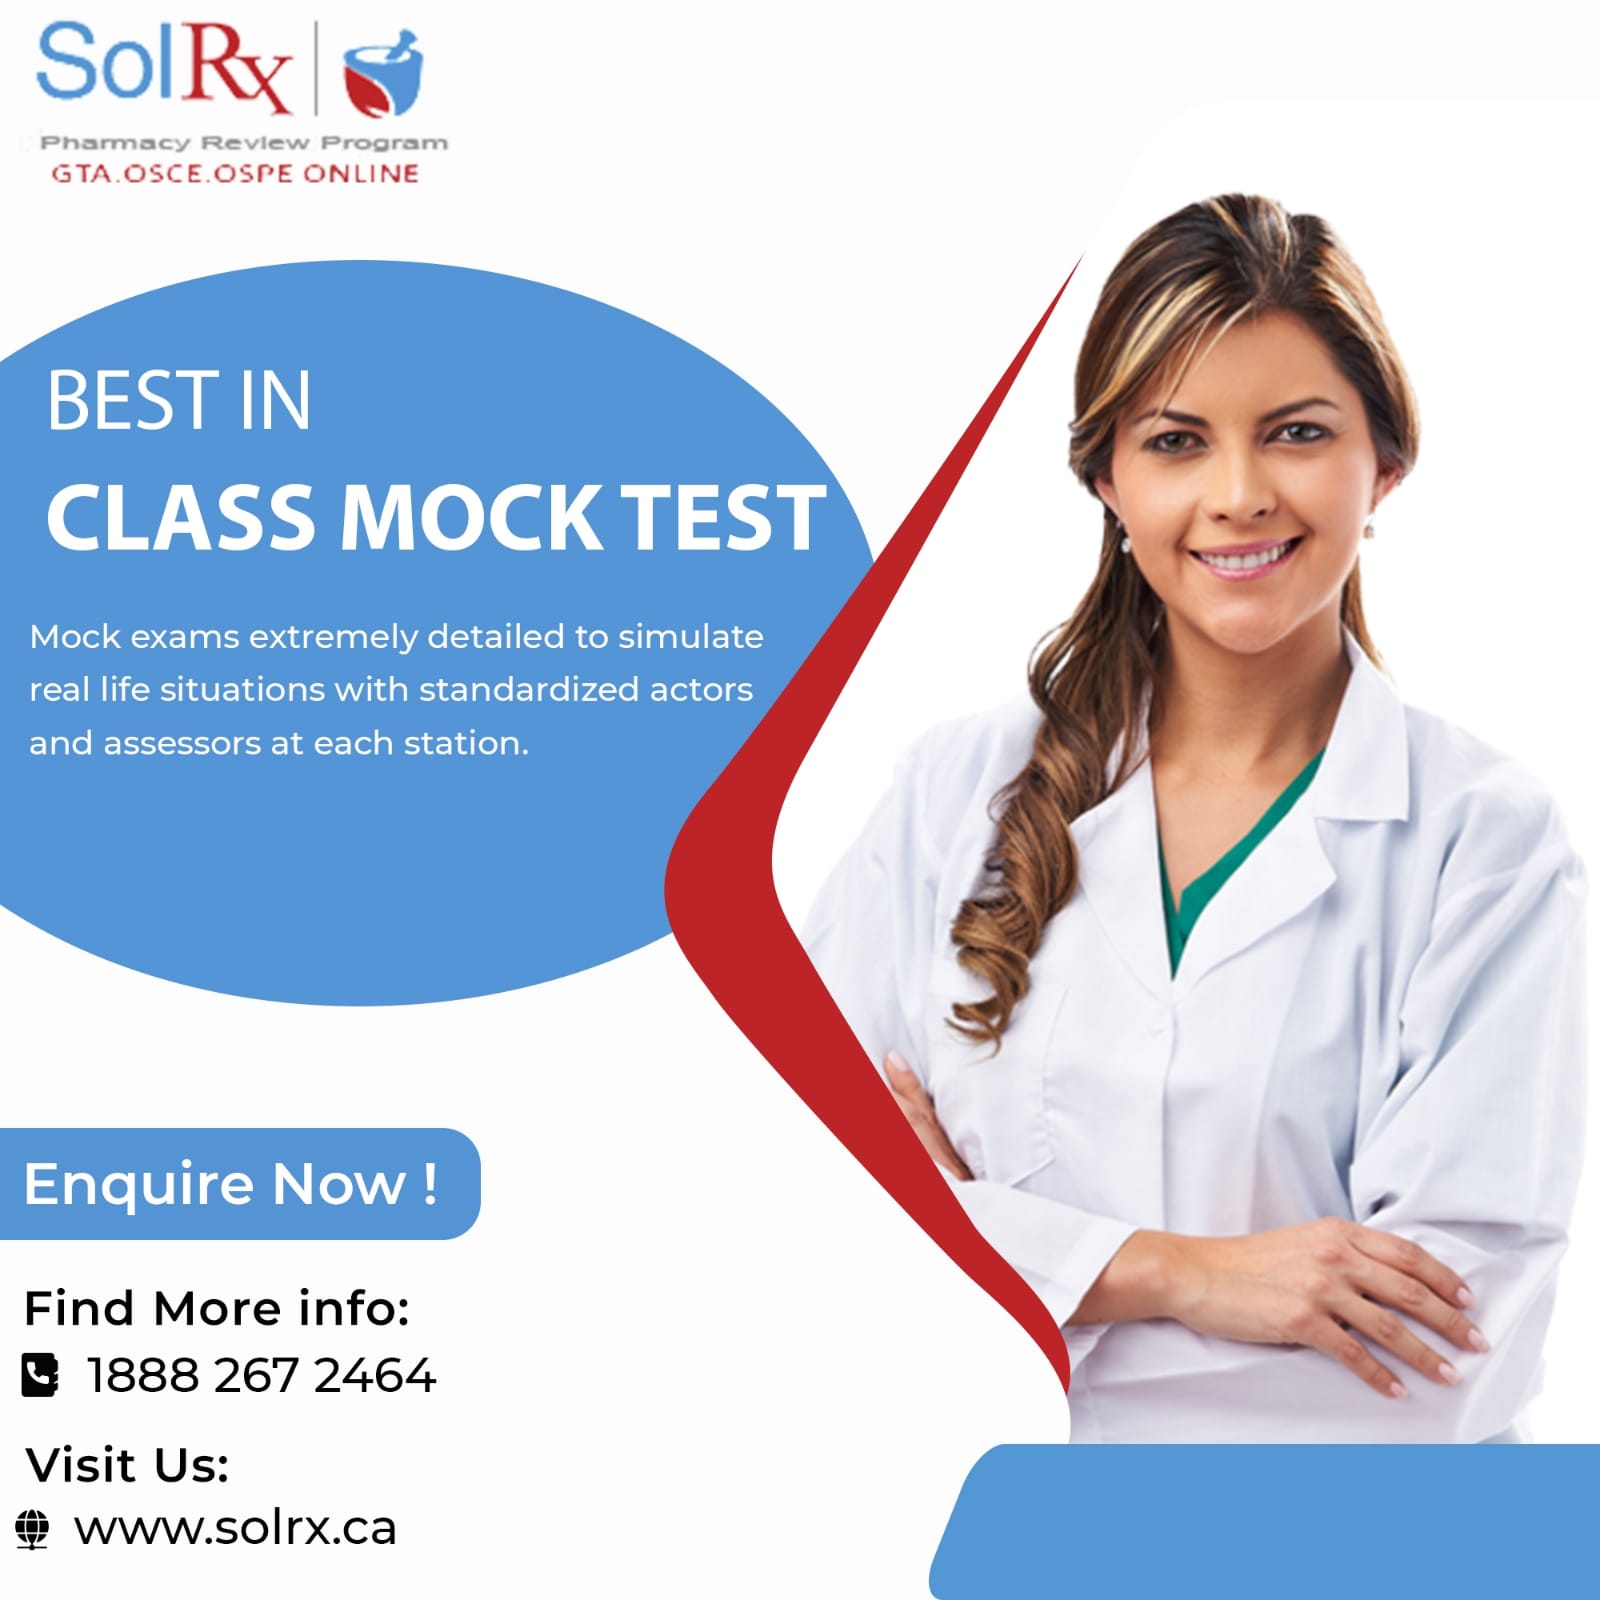 SolRx
Pharmacy Review Program
GTA.OSCE.OSPE ONLINE
BEST IN
CLASS MOCK TEST
Mock exams extremely detailed to simulate
real life situations with standardized actors
and assessors at each station.
Enquire Now !
Find More info:
1888 267 2464
Visit Us:
www.solrx.ca